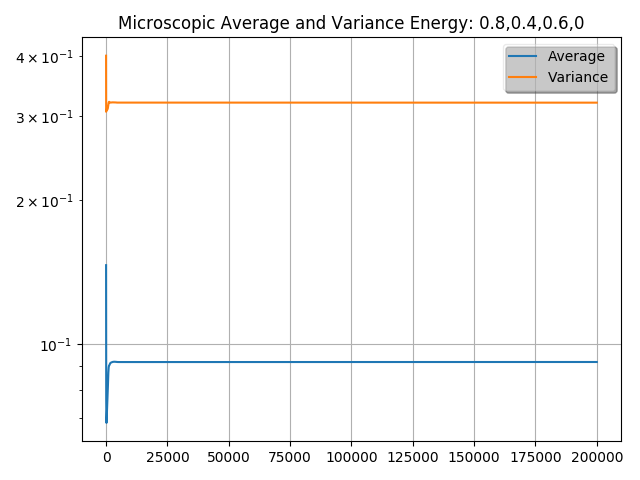 Microscopic Average and Variance Energy: 0.8,0.4,0.6,0
Average
Variance
4 × 10⁻¹
3 × 10⁻¹
2 × 10⁻¹
10⁻¹
0 25000 50000 75000 100000 125000 150000 175000 200000